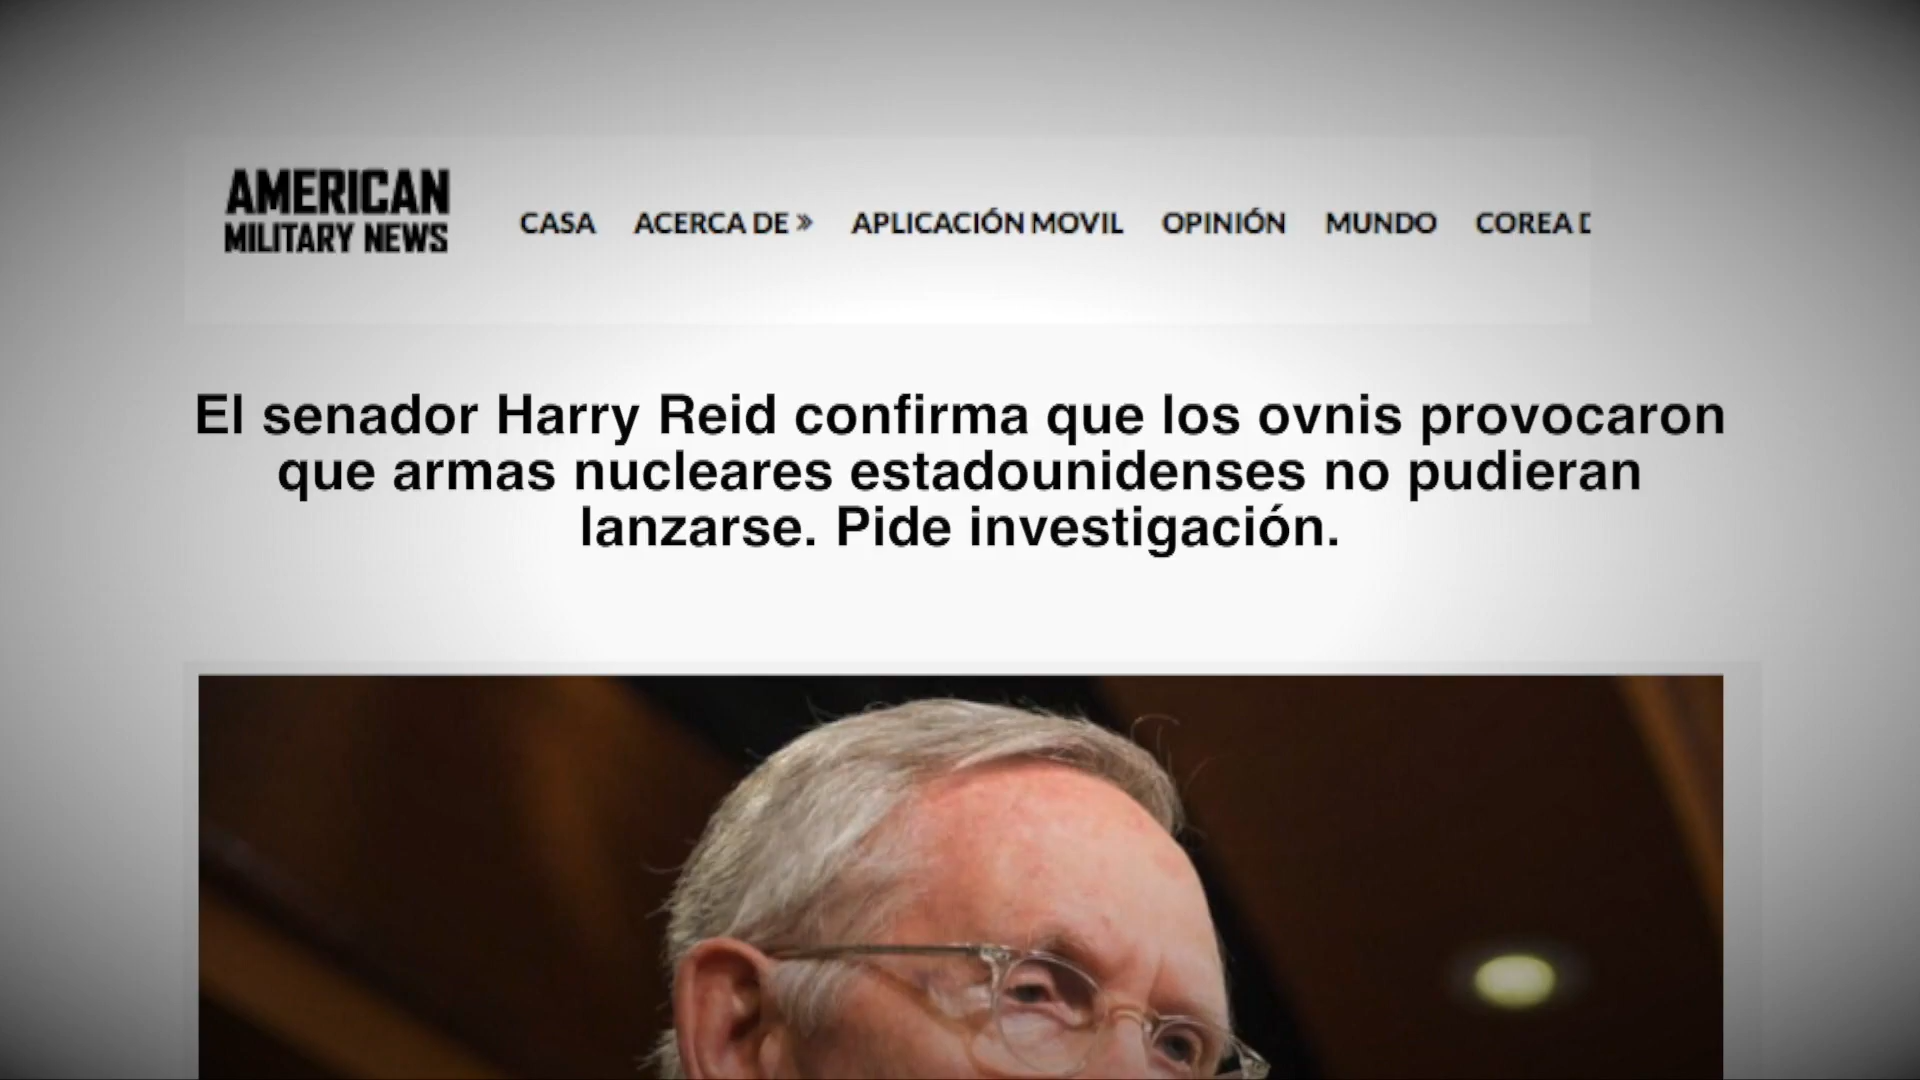 AMERICAN
MILITARY NEWS
CASA ACERCA DE » APLICACIÓN MOVIL OPINIÓN MUNDO COREA D
El senador Harry Reid confirma que los ovnis provocaron
que armas nucleares estadounidenses no pudieran
lanzarse. Pide investigación.